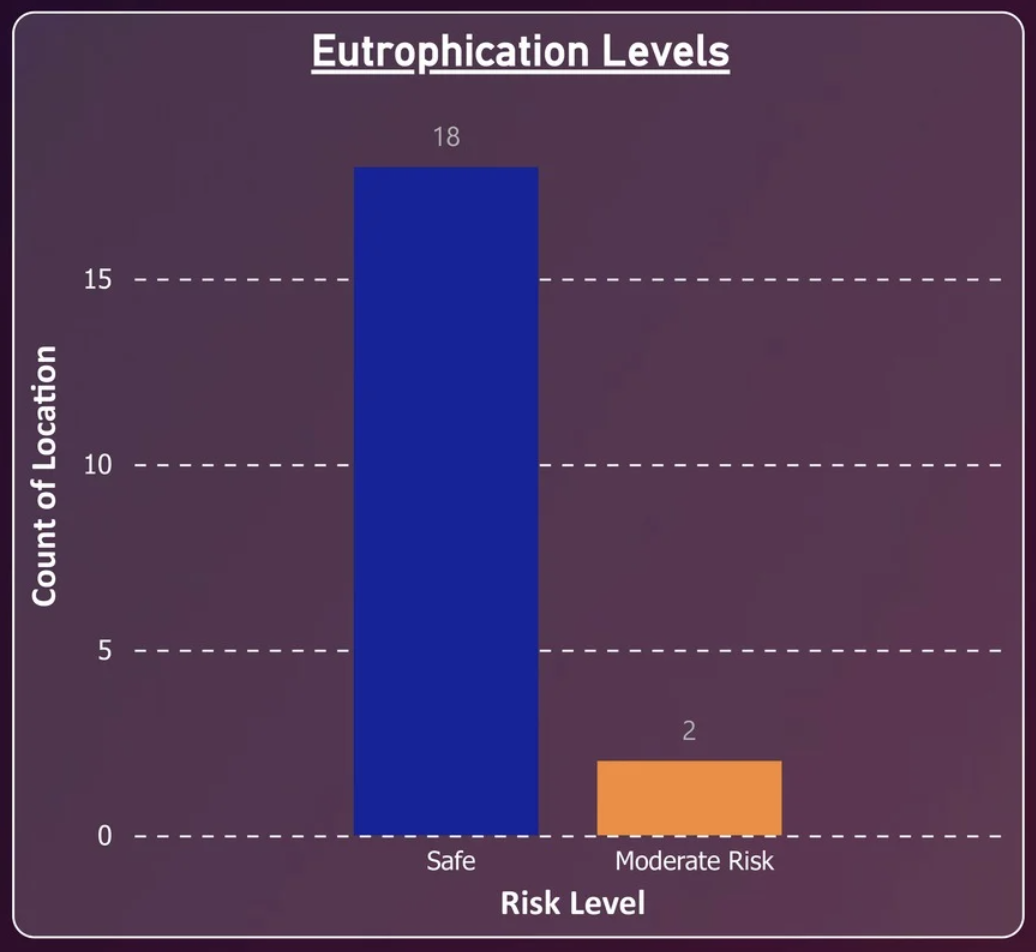 Eutrophication Levels
18
15
10
5
0
2
Count of Location
Safe
Moderate Risk
Risk Level